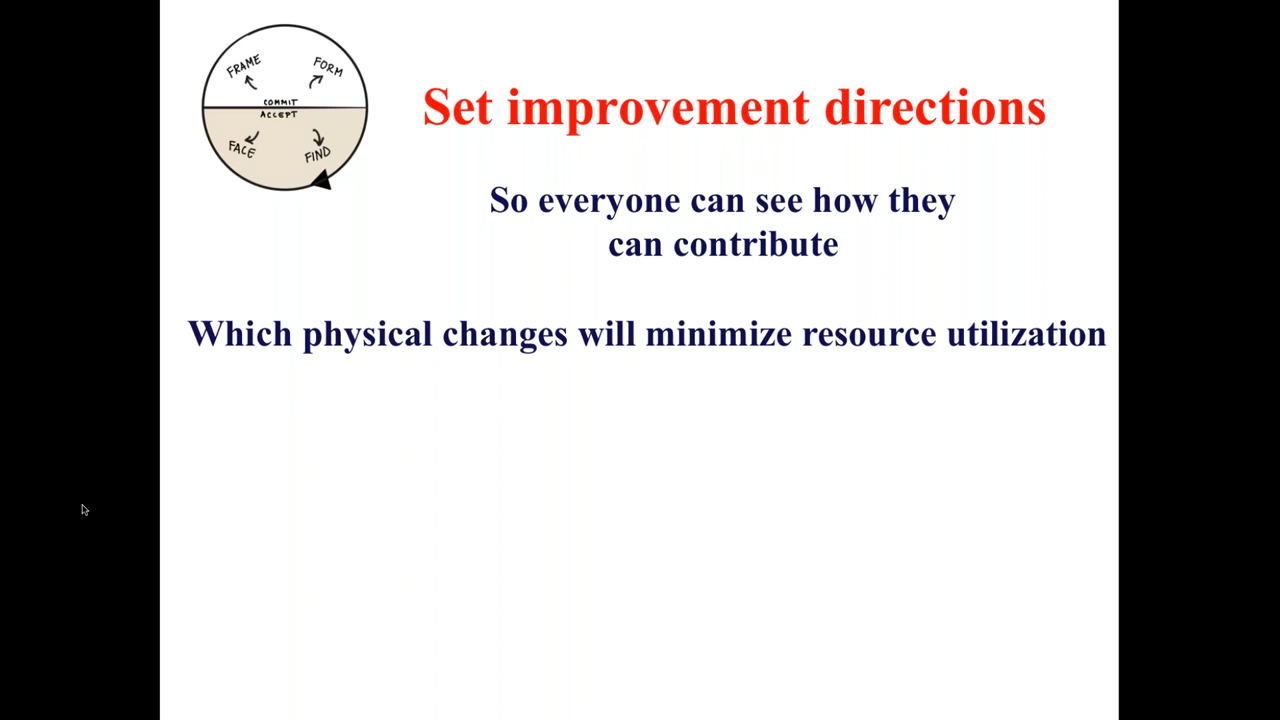 FRAME
FORM
COMMIT
ACCEPT
FACE
FIND
Set improvement directions
So everyone can see how they
can contribute
Which physical changes will minimize resource utilization